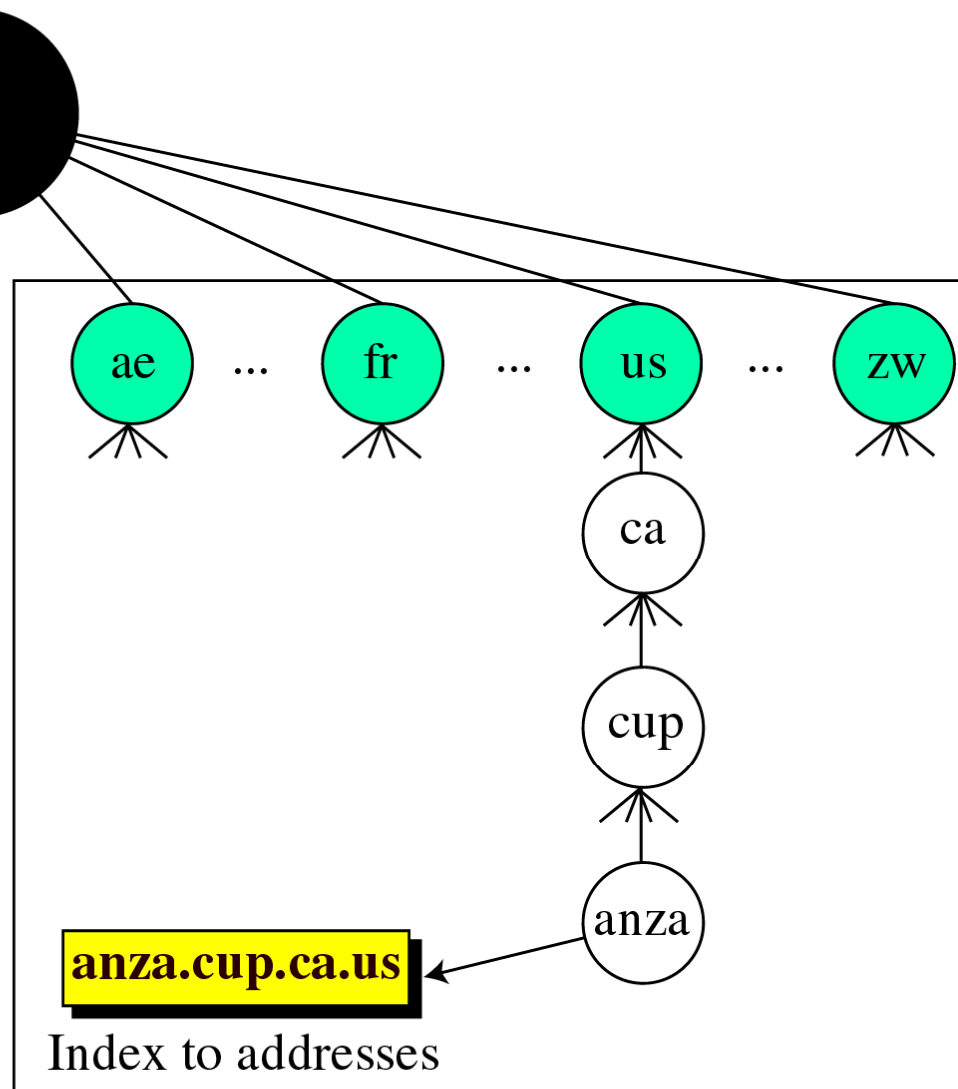 ae ... fr ... us ... zw
ca
cup
anza
anza.cup.ca.us
Index to addresses